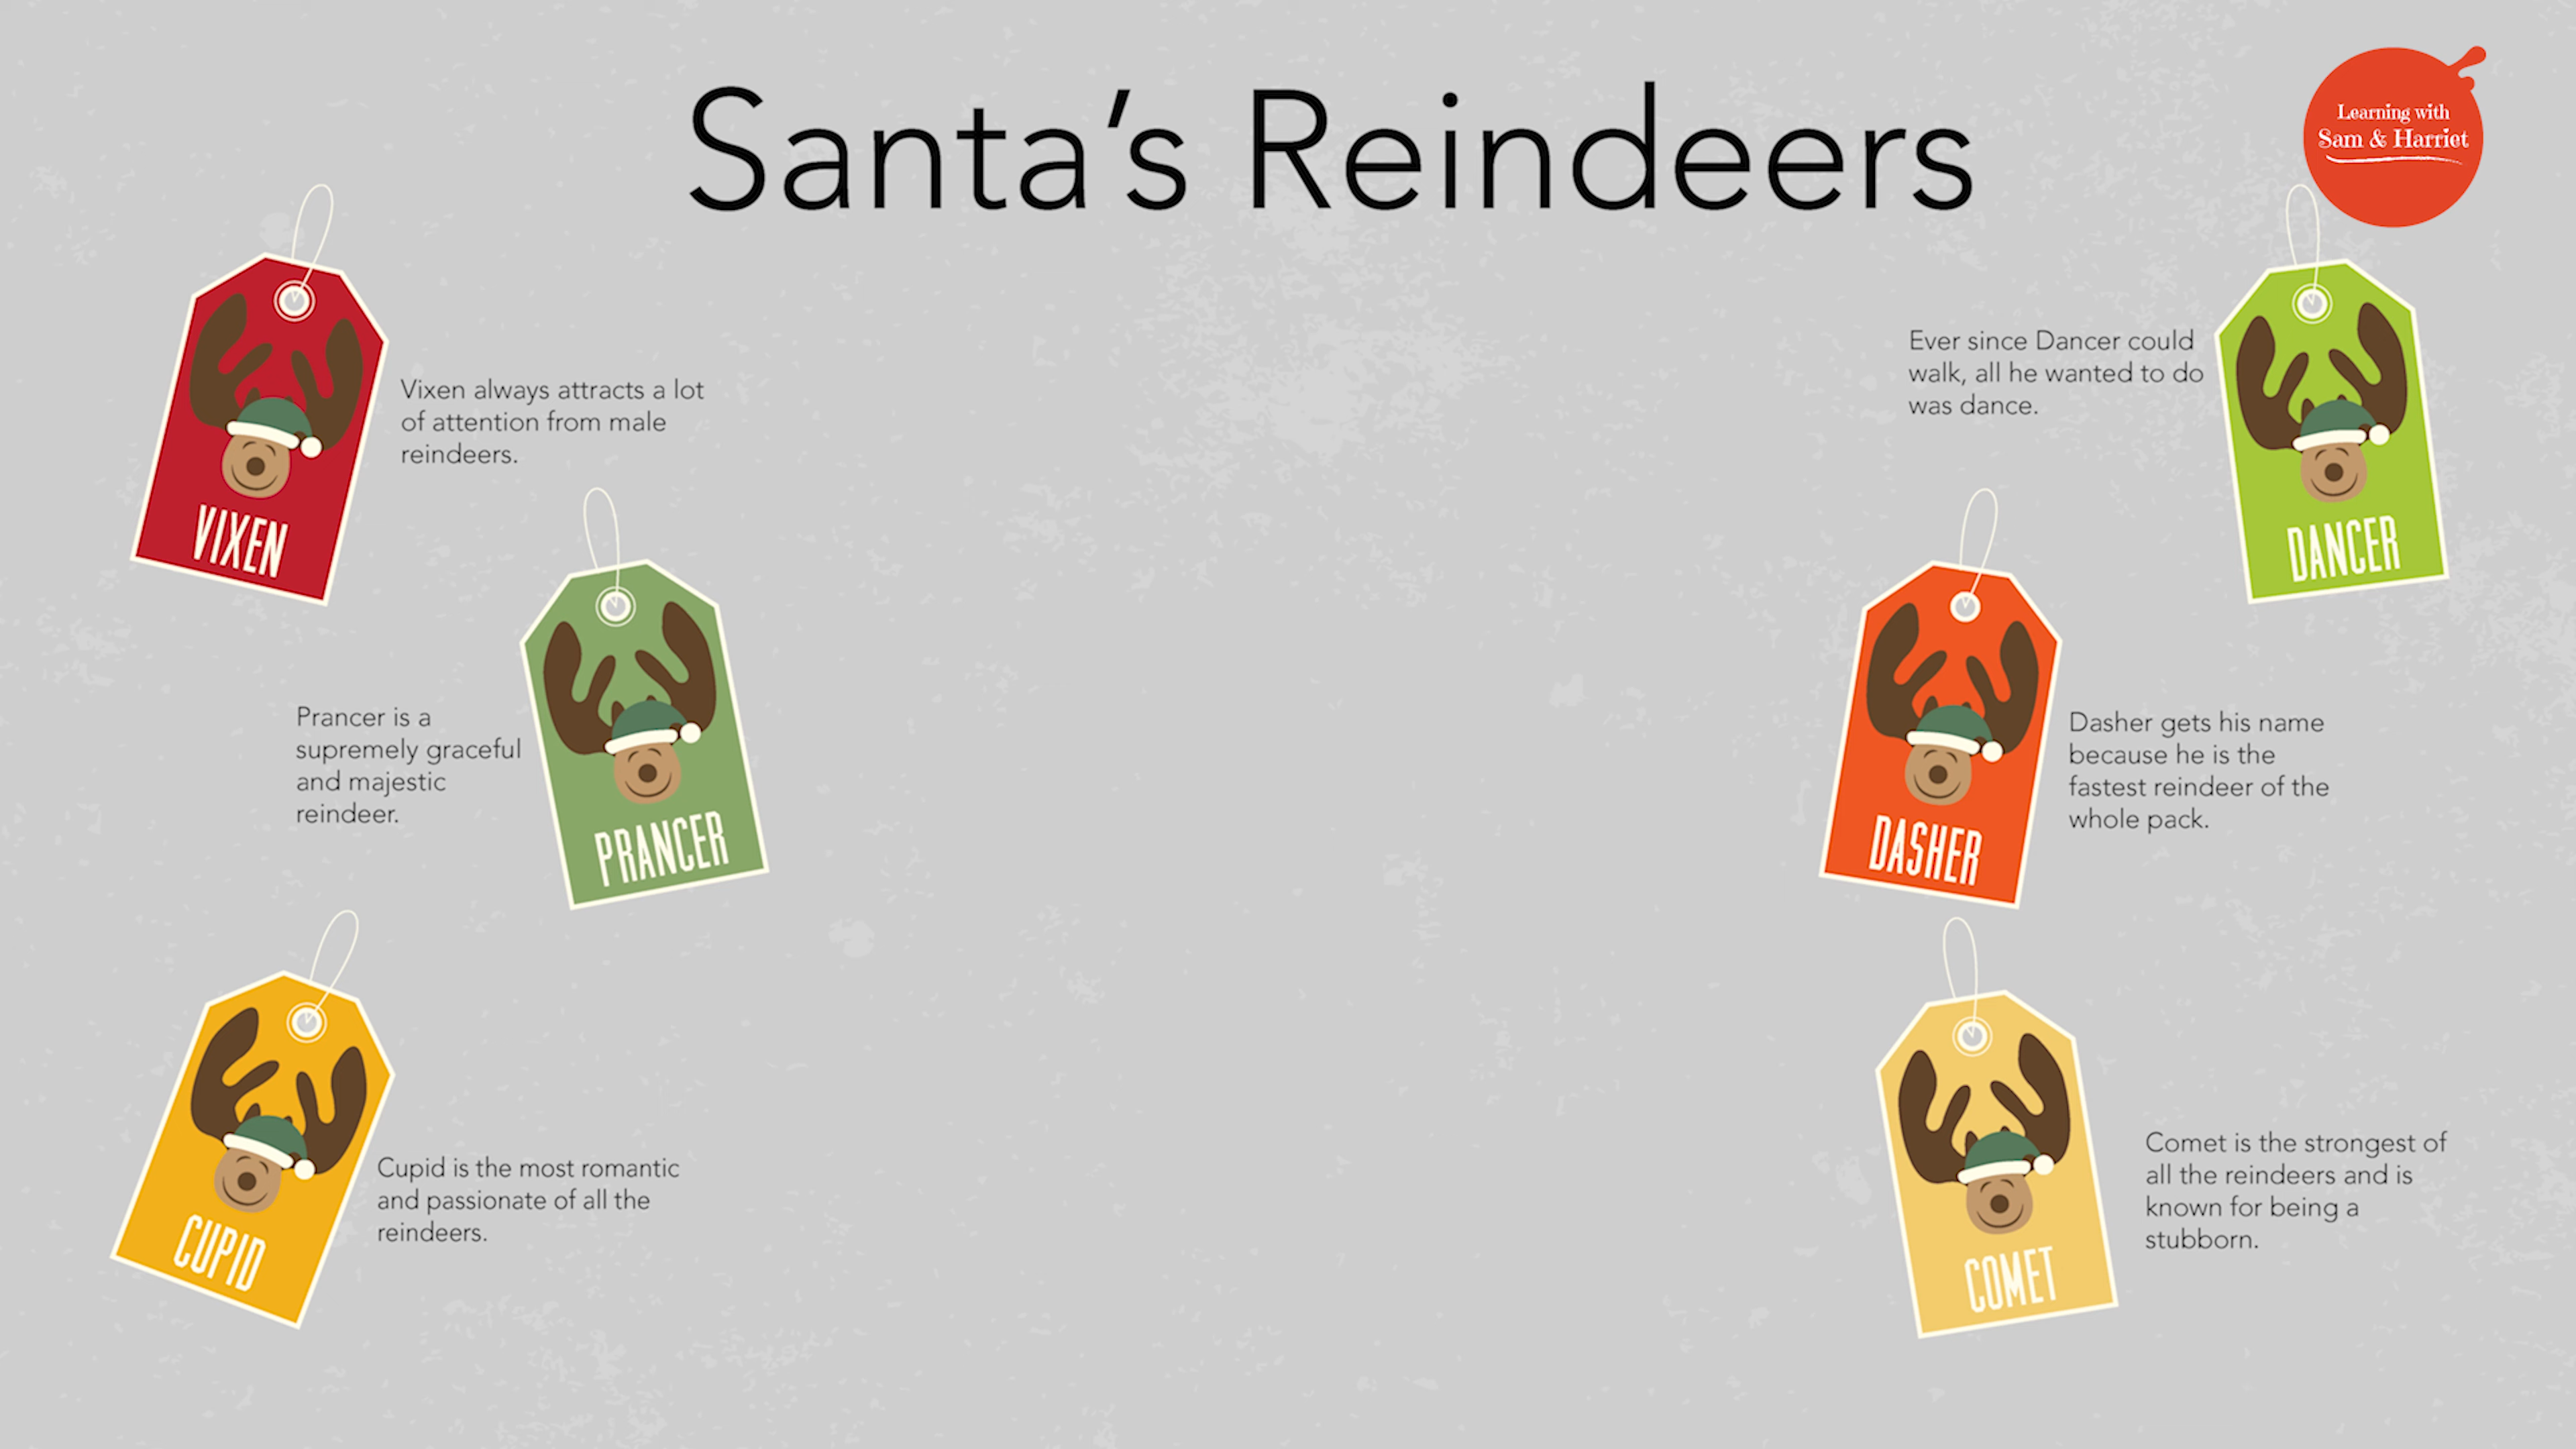 Santa's Reindeers
Learning with
Sam & Harriet
VIXEN
Vixen always attracts a lot
of attention from male
reindeers.
Prancer is a
supremely graceful
and majestic
reindeer.
PRANCER
CUPID
Cupid is the most romantic
and passionate of all the
reindeers.
Ever since Dancer could
walk, all he wanted to do
was dance.
DANCER
DASHER
Dasher gets his name
because he is the
fastest reindeer of the
whole pack.
COMET
Comet is the strongest of
all the reindeers and is
known for being a
stubborn.